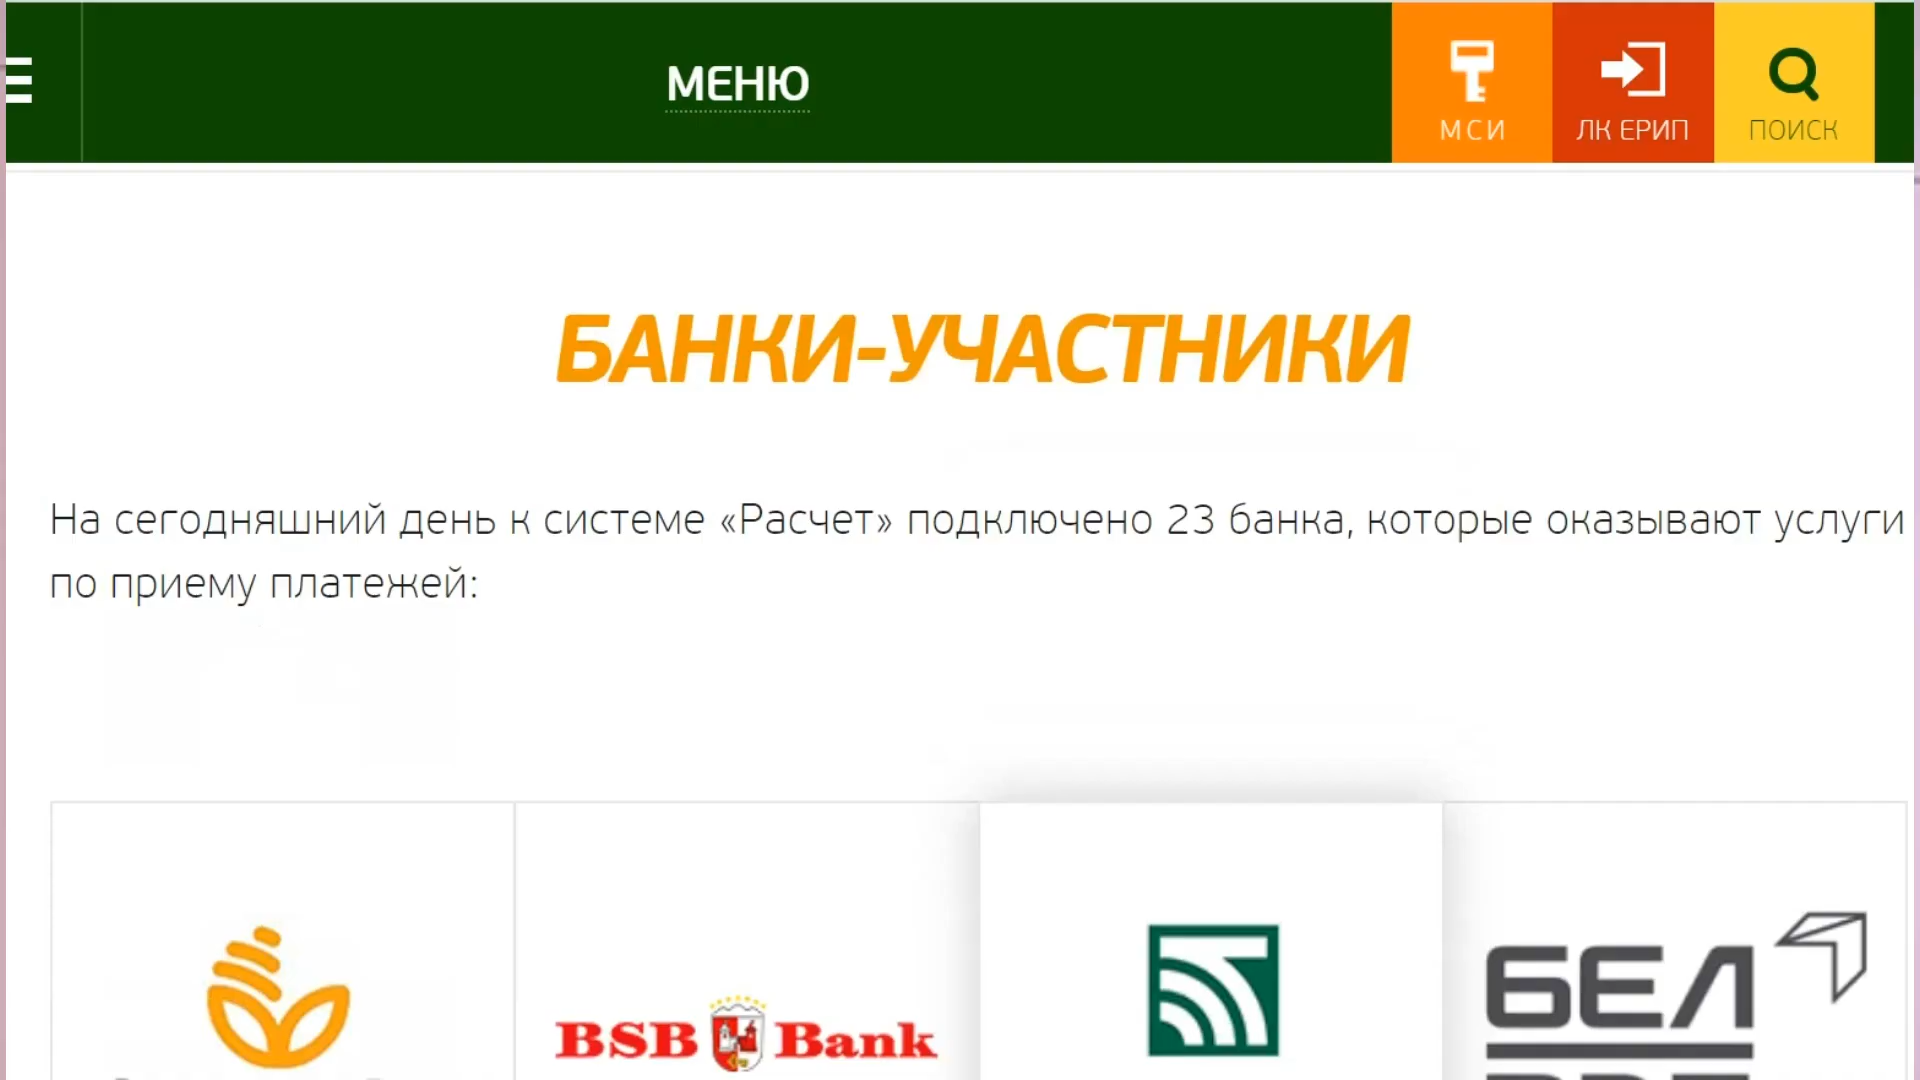 МЕНЮ
МСИ
ЛК ЕРИП
ПОИСК
БАНКИ-УЧАСТНИКИ
На сегодняшний день к системе «Расчет» подключено 23 банка, которые оказывают услуги
по приему платежей:
BSB Bank
БЕЛ